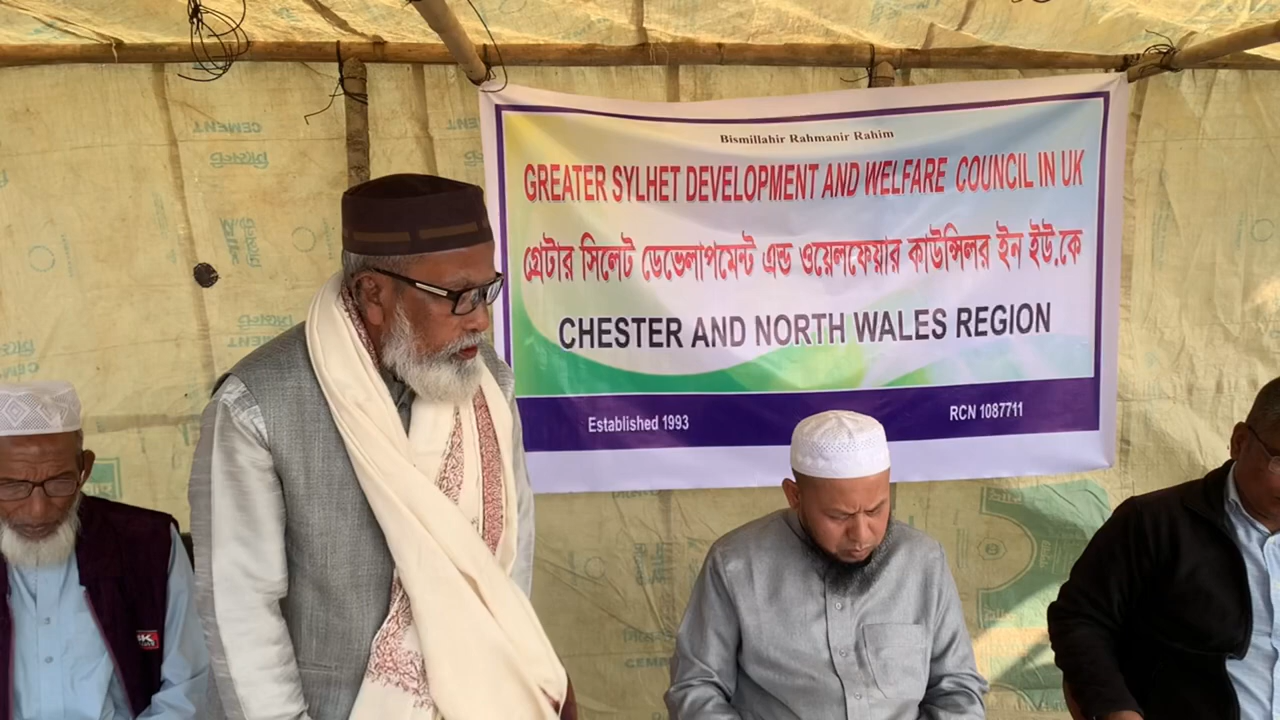 Bismillahir Rahmanir Rahim
GREATER SYLHET DEVELOPMENT AND WELFARE COUNCIL IN UK
গ্রেটার সিলেট ডেভেলাপমেন্ট এন্ড ওয়েলফেয়ার কাউন্সিলর ইন ইউ.কে
CHESTER AND NORTH WALES REGION
Established 1993 RCN 1087711